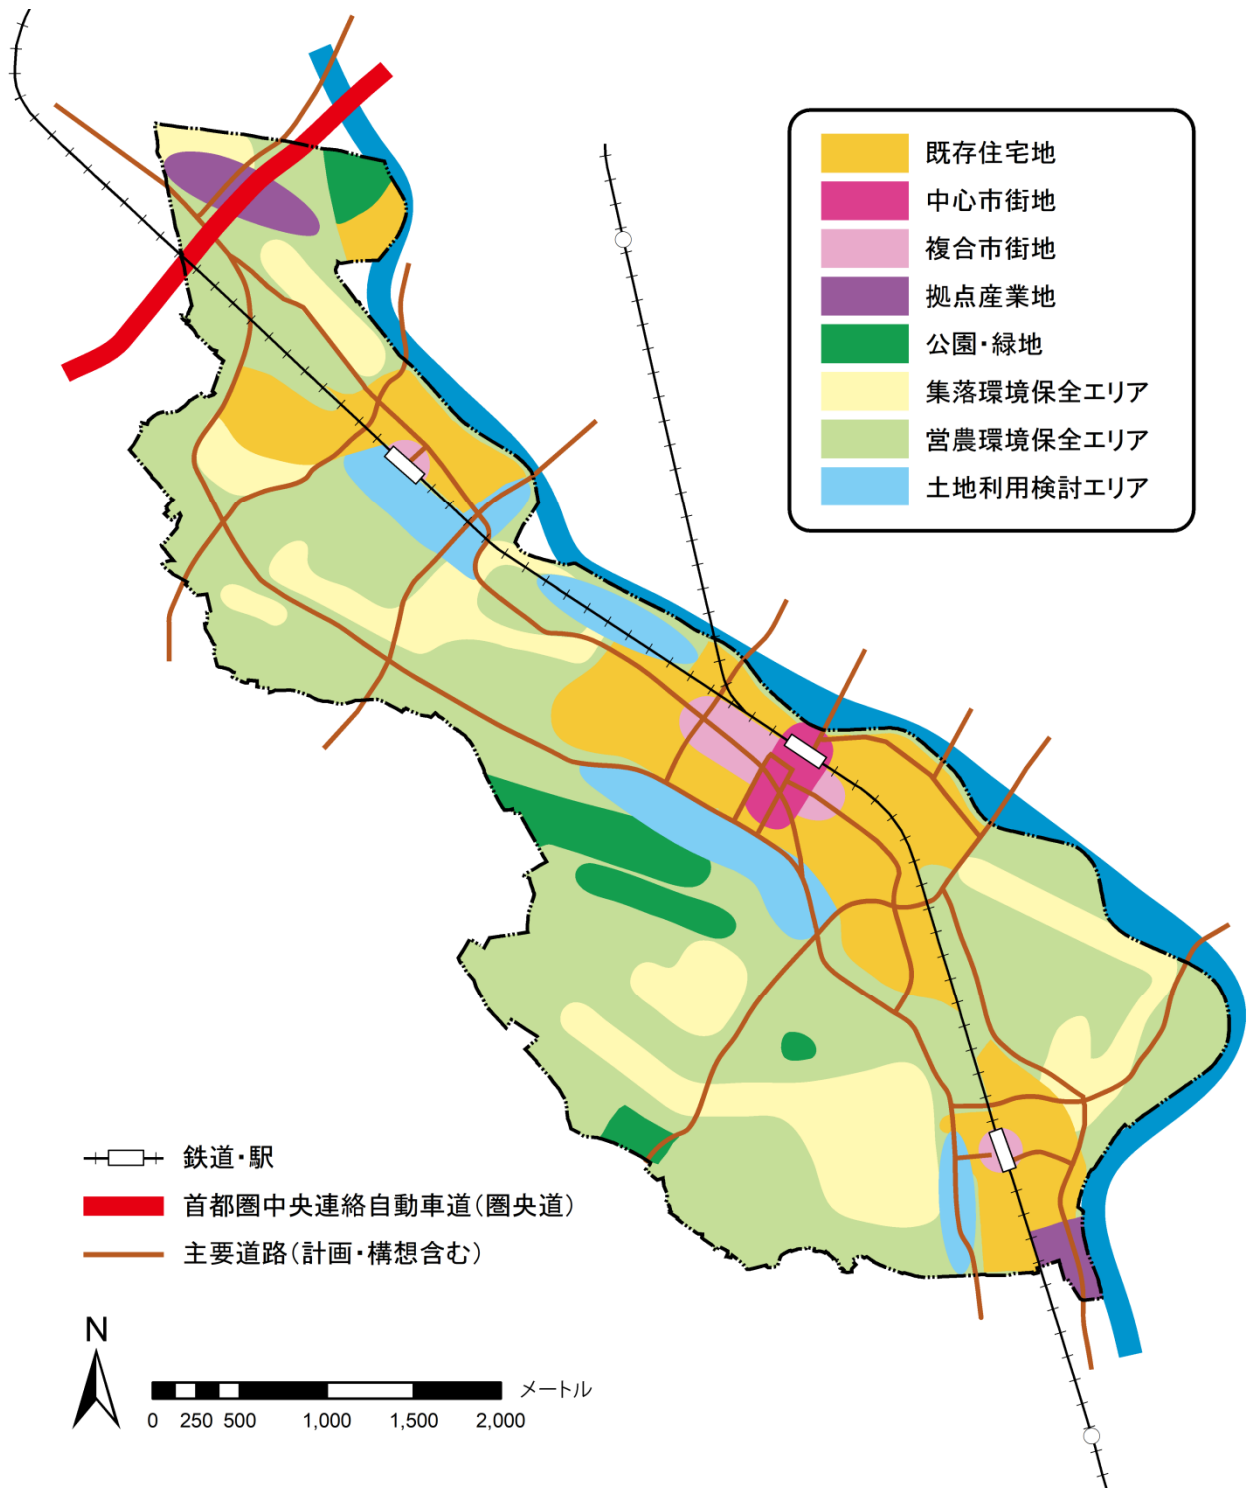 既存住宅地
中心市街地
複合市街地
拠点産業地
公園・緑地
集落環境保全エリア
営農環境保全エリア
土地利用検討エリア
鉄道・駅
首都圏中央連絡自動車道(圏央道)
主要道路(計画・構想含む)
N
メートル
0 250 500 1,000 1,500 2,000